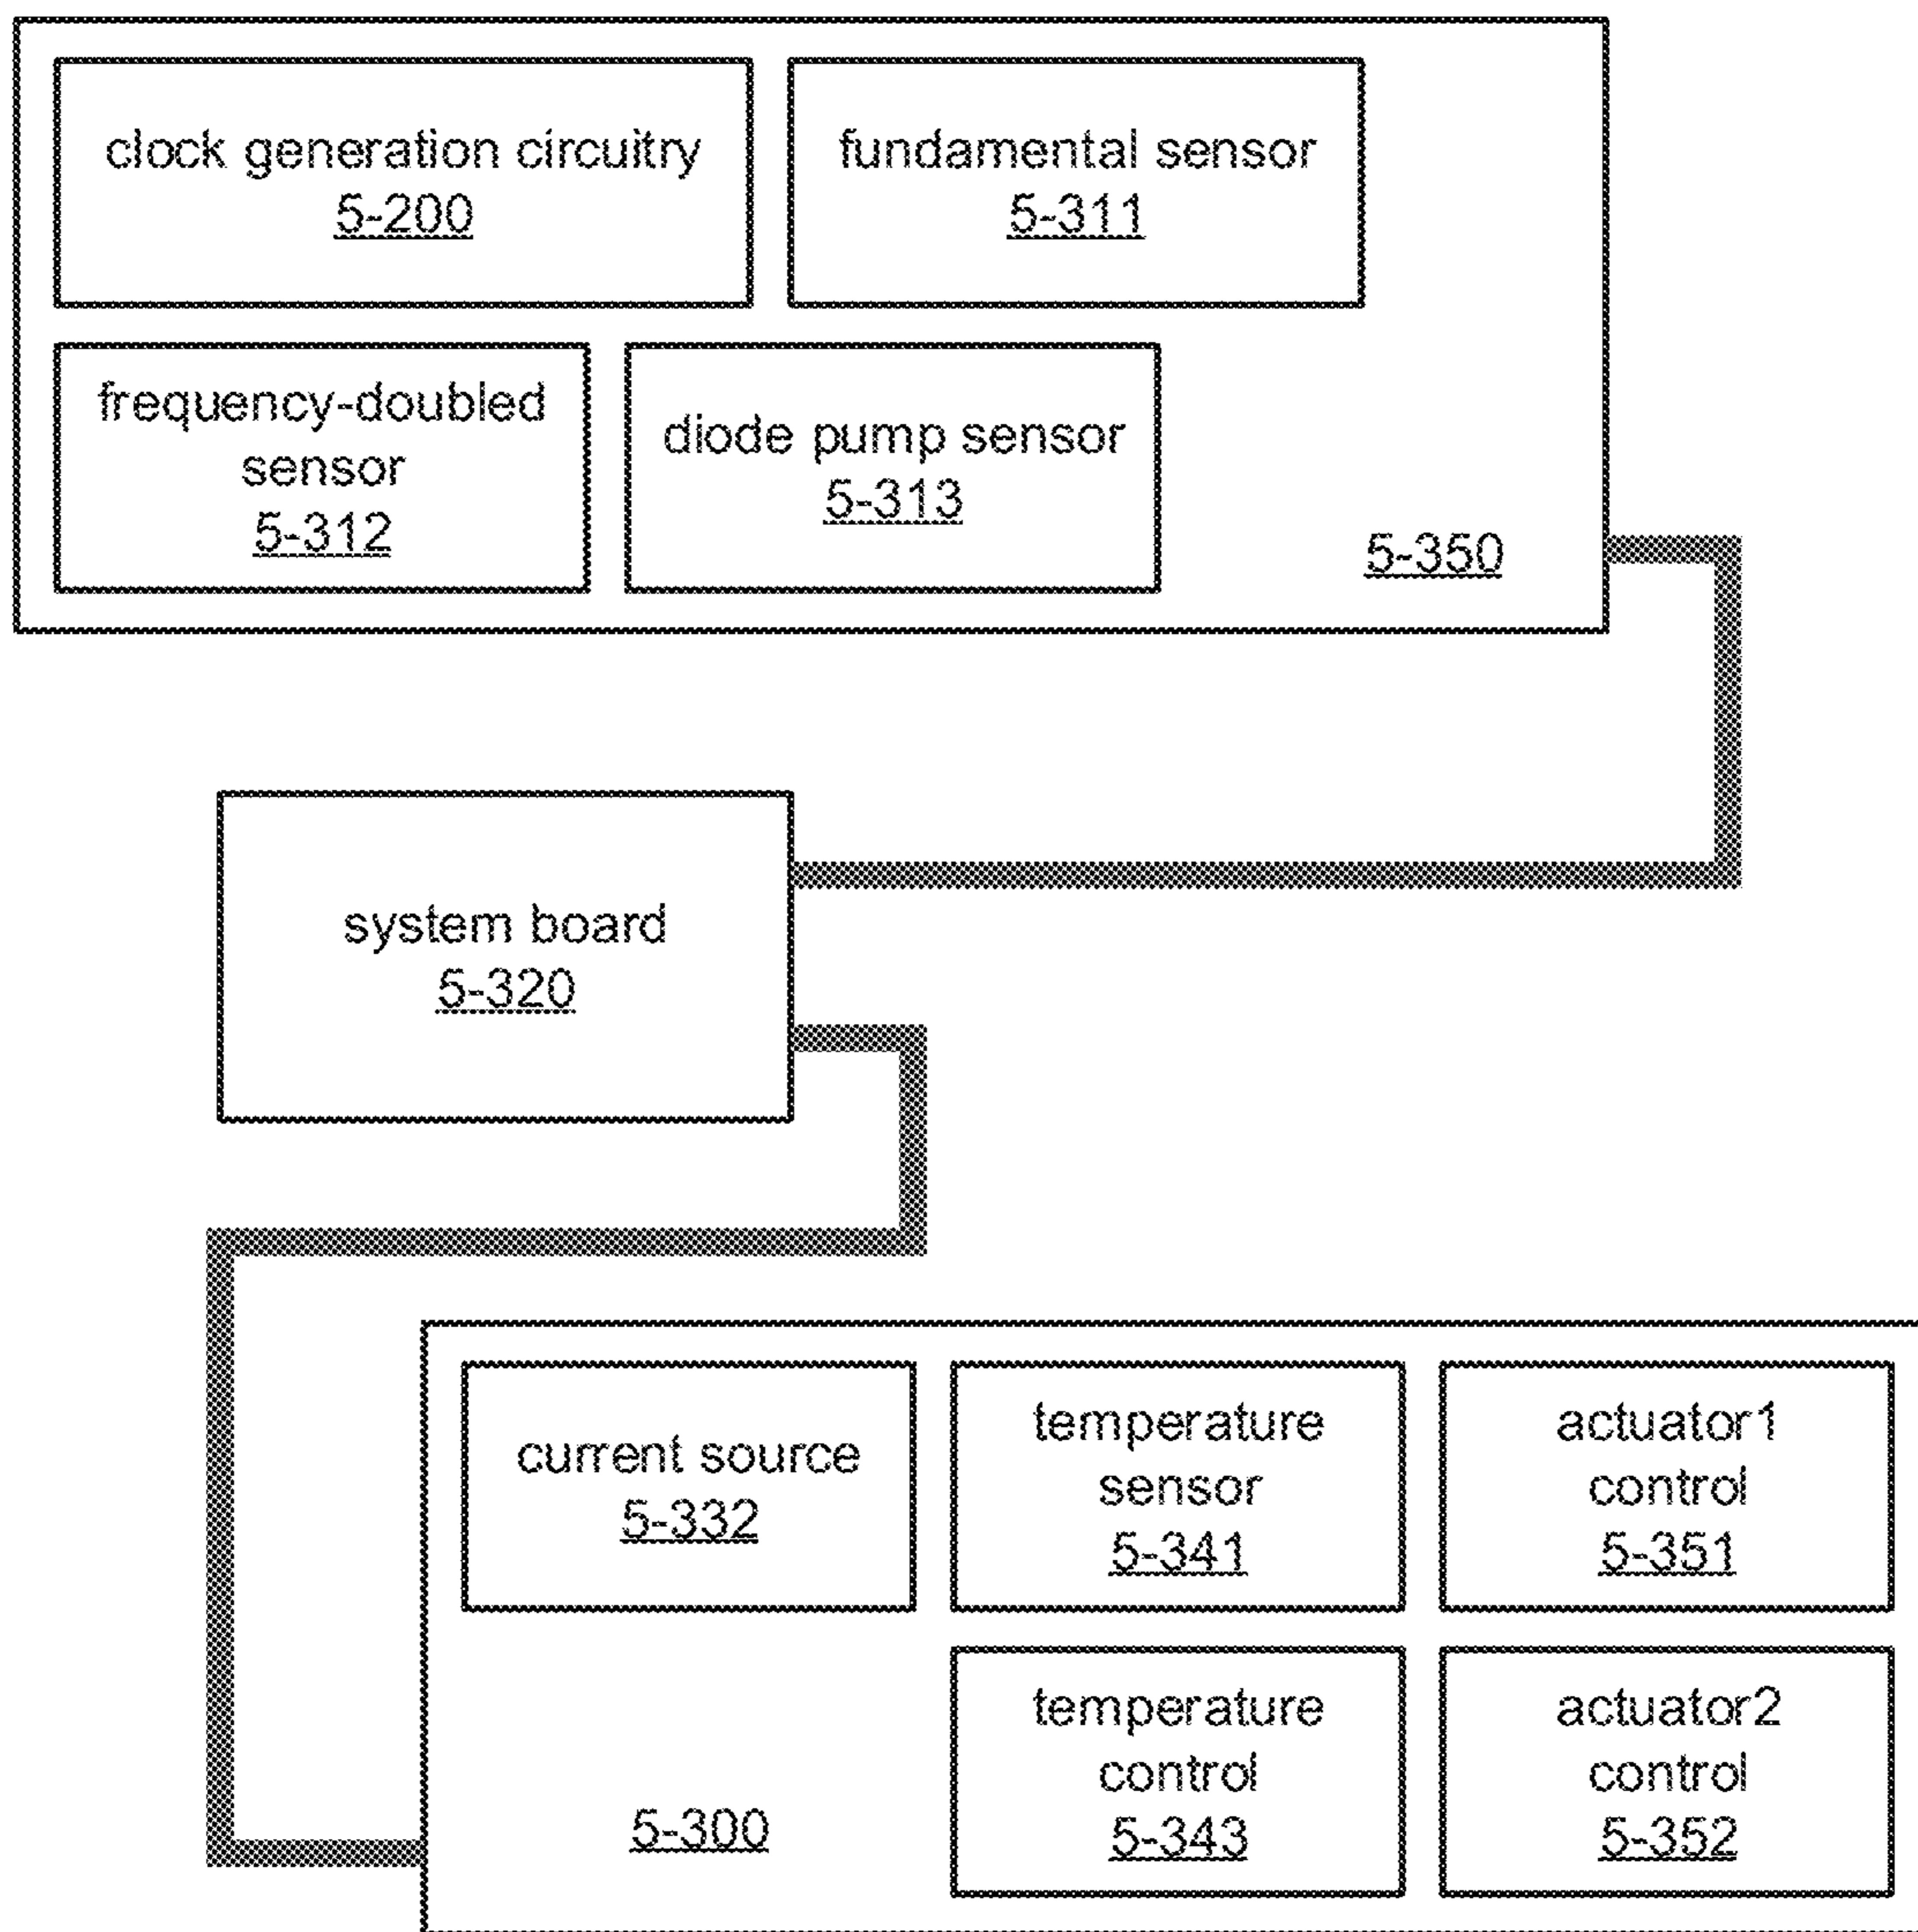 clock generation circuitry
5-200
fundamental sensor
5-311
frequency-doubled
sensor
5-312
diode pump sensor
5-313
5-350
system board
5-320
current source
5-332
temperature
sensor
5-341
actuator1
control
5-351
temperature
control
5-343
actuator2
control
5-352
5-300